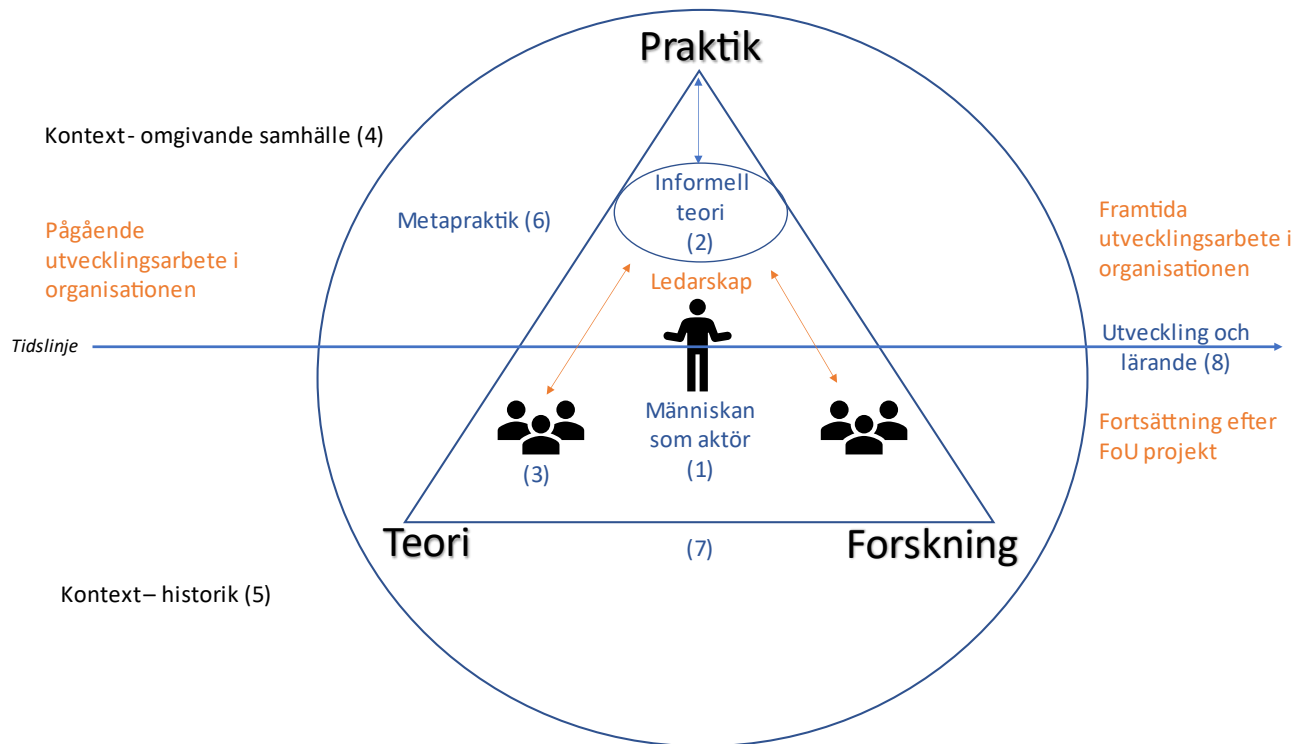 Praktik
Kontext- omgivande samhälle (4)
Informell
teori
(2)
Metapraktik (6)
Pågående
utvecklingsarbete i
organisationen
Framtida
utvecklingsarbete i
organisationen
Ledarskap
Tidslinje
Utveckling och
lärande (8)
Människan
som aktör
(1)
(3)
Fortsättning efter
FoU projekt
Teori
(7)
Forskning
Kontext– historik (5)